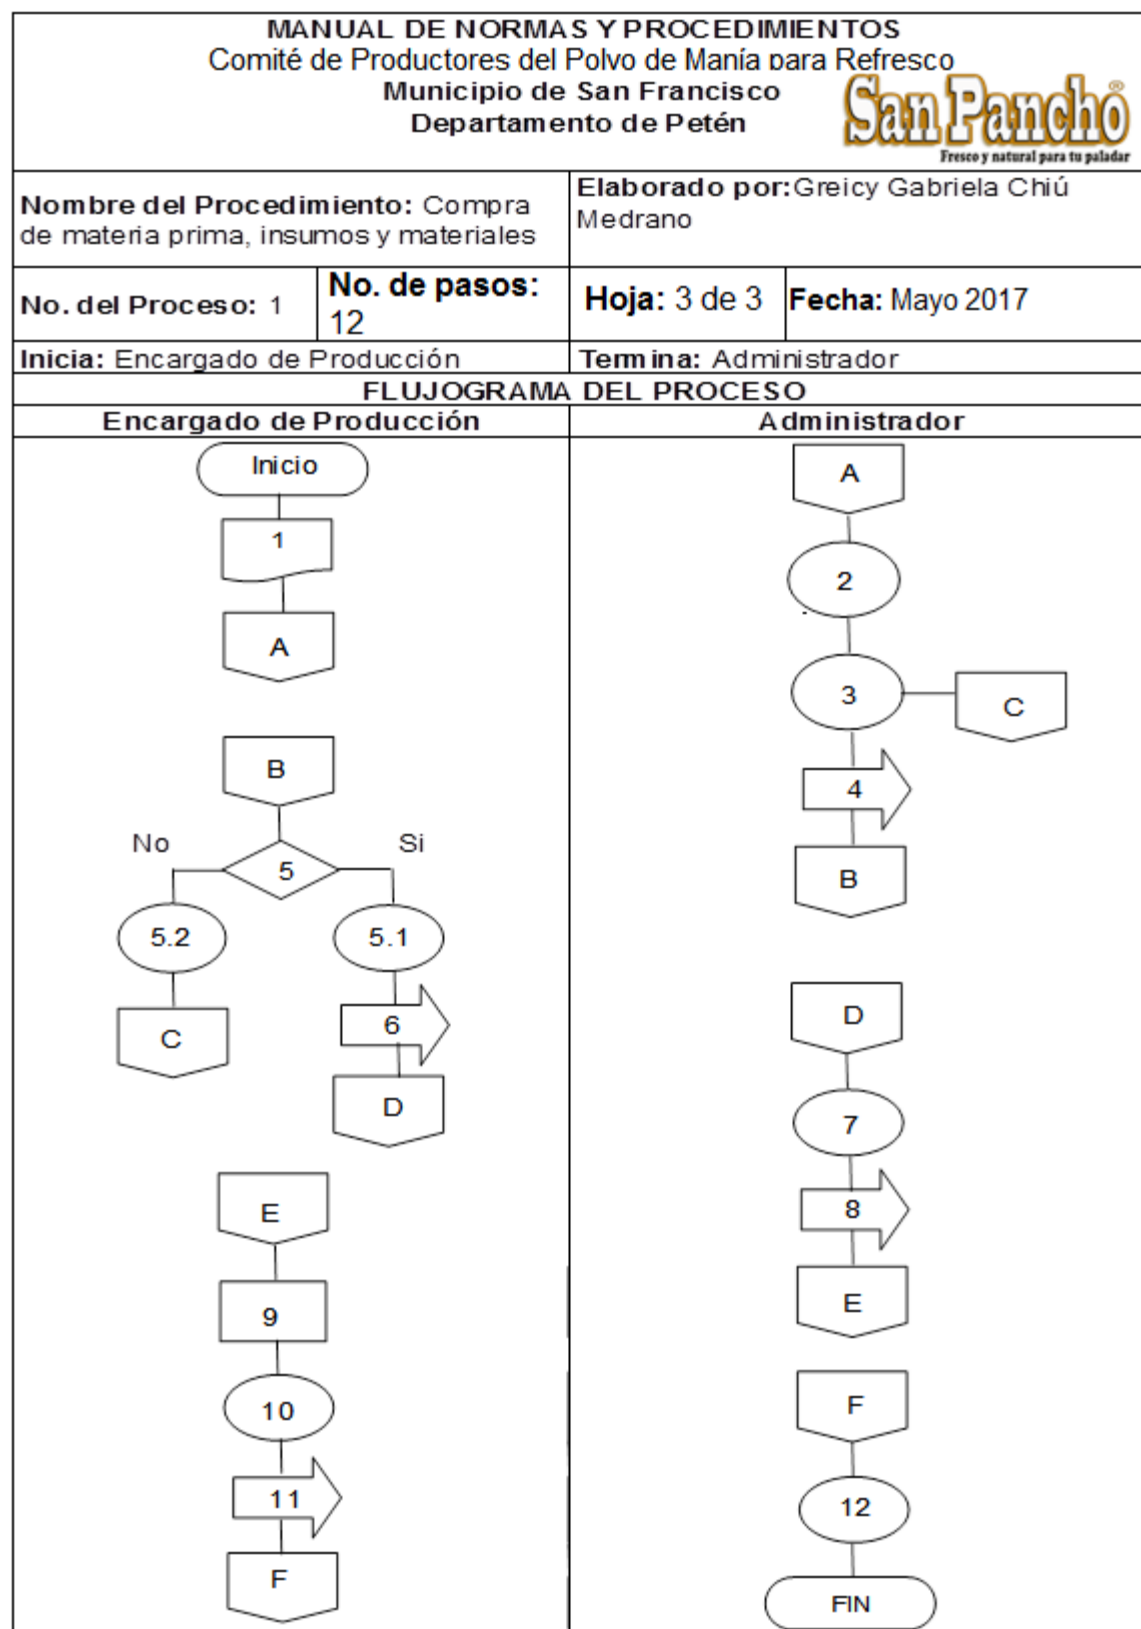 MANUAL DE NORMAS Y PROCEDIMIENTOS
Comité de Productores del Polvo de Manía para Refresco
Municipio de San Francisco
Departamento de Petén
San Pancho®
Fresco y natural para tu paladar
Nombre del Procedimiento: Compra
de materia prima, insumos y materiales
Elaborado por:Greicy Gabriela Chiú
Medrano
No. del Proceso: 1
No. de pasos:
12
Hoja: 3 de 3
Fecha: Mayo 2017
Inicia: Encargado de Producción
Termina: Administrador
FLUJOGRAMA DEL PROCESO
Encargado de Producción
Administrador
Inicio
1
A
B
No
Si
5
5.2
5.1
C
6
D
E
9
10
11
F
A
2
3
C
4
B
D
7
8
E
F
12
FIN